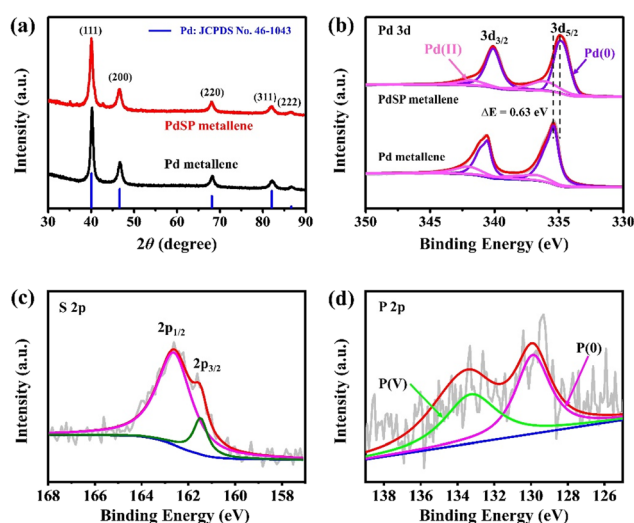 (a)
Pd: JCPDS No. 46-1043
(111)
(200)
(220)
(311)
(222)
PdSP metallene
Pd metallene
Intensity (a.u.)
30 40 50 60 70 80 90
2θ (degree)
(b)
Pd 3d
3d3/2
3d5/2
Pd(II)
Pd(0)
PdSP metallene
ΔE = 0.63 eV
Pd metallene
Intensity (a.u.)
350 345 340 335 330
Binding Energy (eV)
(c)
S 2p
2p1/2
2p3/2
Intensity (a.u.)
168 166 164 162 160 158
Binding Energy (eV)
(d)
P 2p
P(0)
P(V)
Intensity (a.u.)
138 136 134 132 130 128 126
Binding Energy (eV)